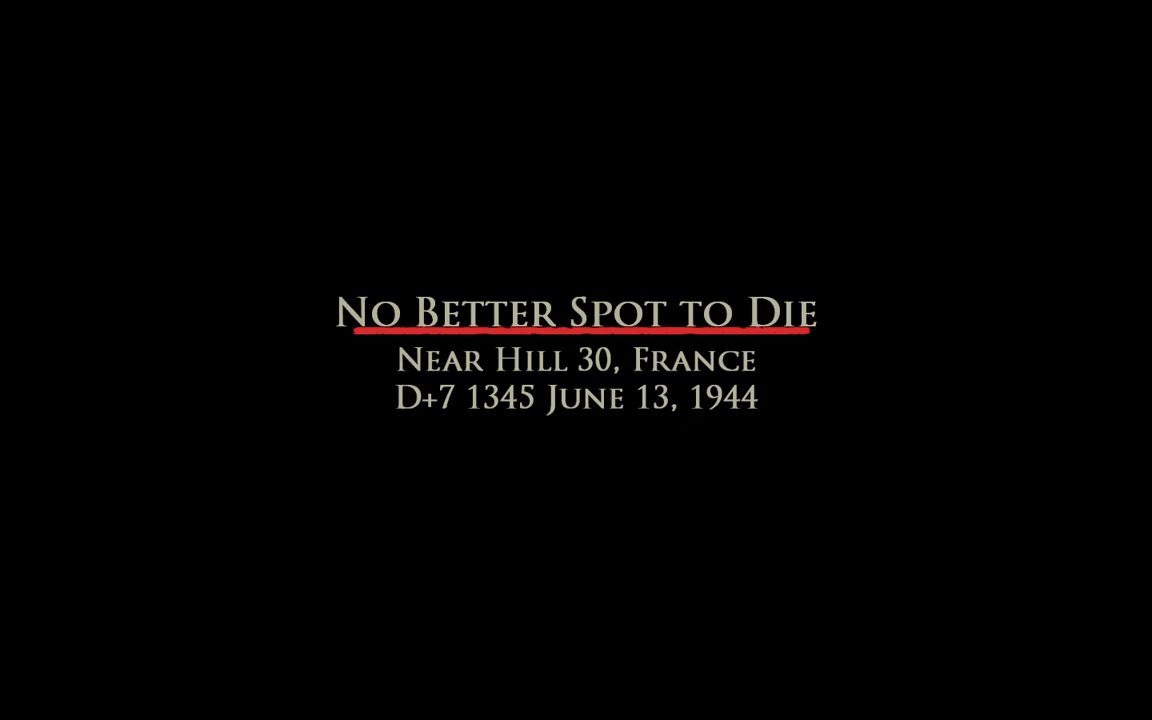 No Better Spot to Die
Near Hill 30, France
D+7 1345 June 13, 1944